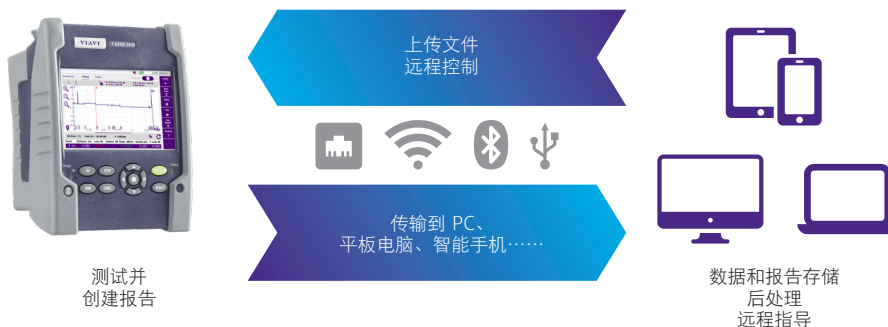 VIAVI
上传文件
远程控制
传输到 PC、
平板电脑、智能手机……
测试并
创建报告
数据和报告存储
后处理
远程指导